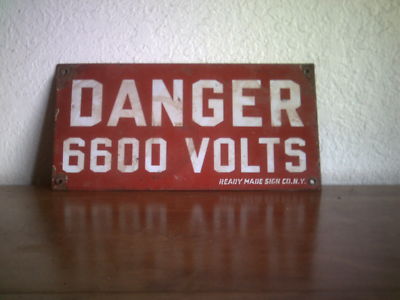 DANGER
6600 VOLTS
READY MADE SIGN CO. N.Y.